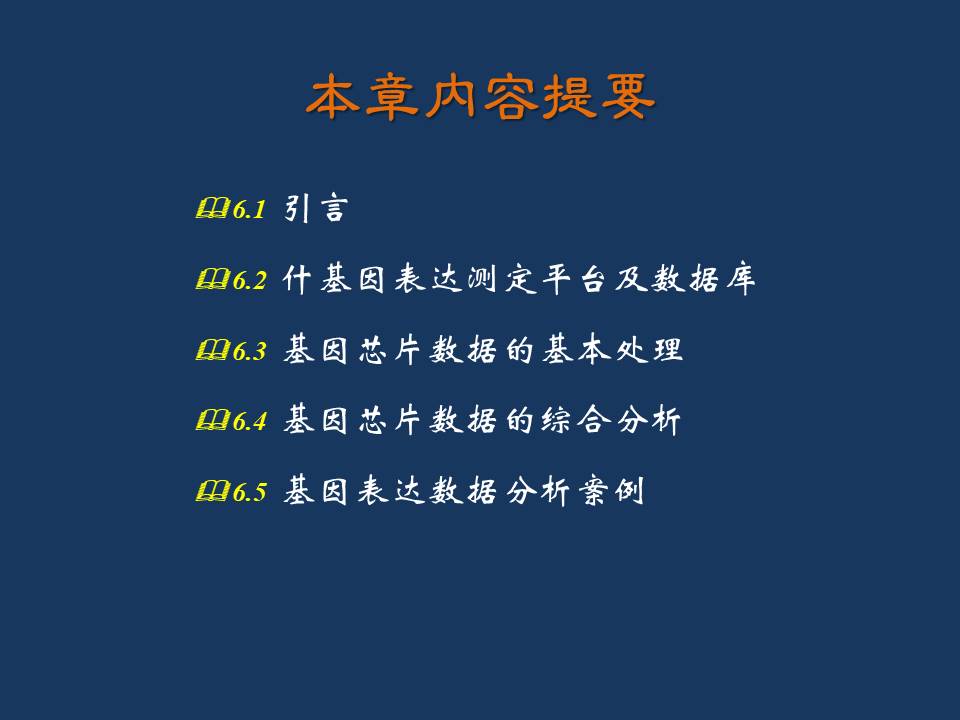 本章内容提要
🕮6.1 引言
🕮6.2 什基因表达测定平台及数据库
🕮6.3 基因芯片数据的基本处理
🕮6.4 基因芯片数据的综合分析
🕮6.5 基因表达数据分析案例